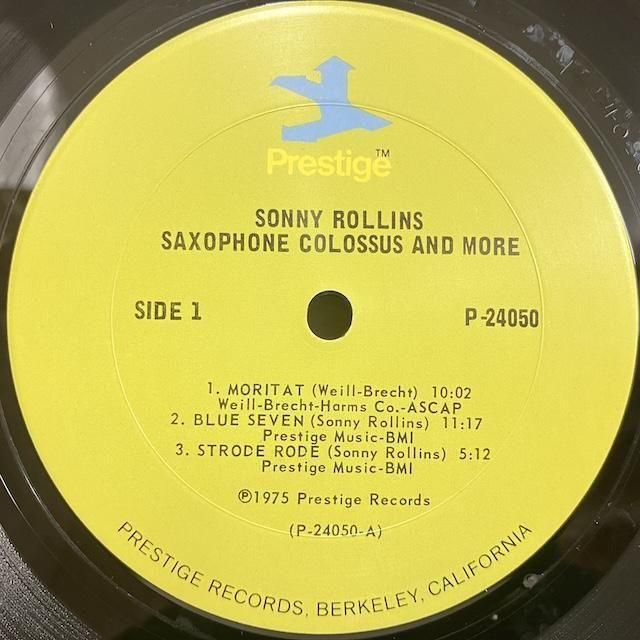 Prestige™
SONNY ROLLINS
SAXOPHONE COLOSSUS AND MORE
SIDE 1
P-24050
1. MORITAT (Weill-Brecht) 10:02
Weill-Brecht-Harms Co.-ASCAP
2. BLUE SEVEN (Sonny Rollins) 11:17
Prestige Music-BMI
3. STRODE RODE (Sonny Rollins) 5:12
Prestige Music-BMI
Ⓟ1975 Prestige Records
(P-24050-A)
PRESTIGE RECORDS, BERKELEY, CALIFORNIA